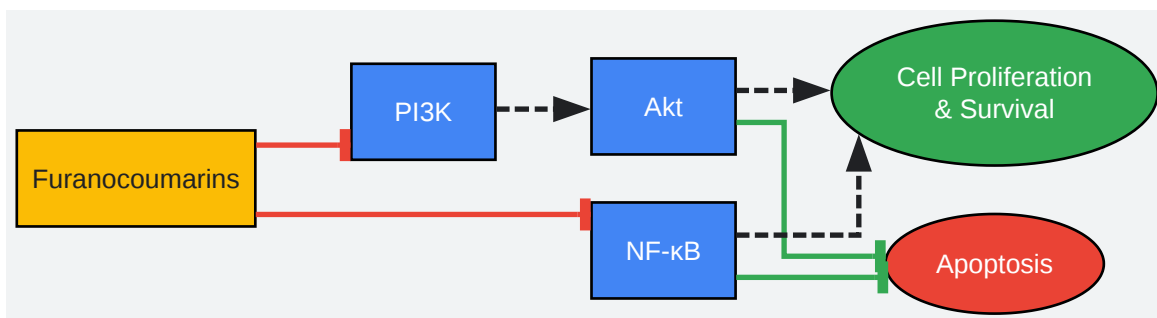 Furanocoumarins
PI3K
Akt
NF-κB
Cell Proliferation
& Survival
Apoptosis